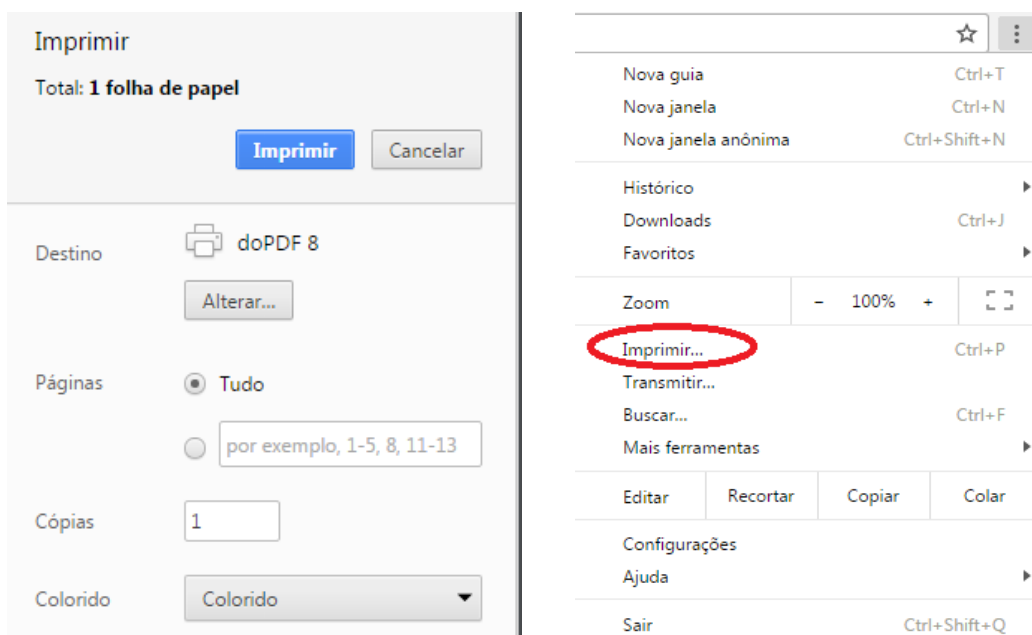 Imprimir
Total: 1 folha de papel
Imprimir Cancelar
Destino doPDF 8
Alterar...
Páginas Tudo
por exemplo, 1-5, 8, 11-13
Cópias 1
Colorido Colorido
Nova guia Ctrl+T
Nova janela Ctrl+N
Nova janela anônima Ctrl+Shift+N
Histórico
Downloads Ctrl+J
Favoritos
Zoom - 100% +
Imprimir... Ctrl+P
Transmitir...
Buscar... Ctrl+F
Mais ferramentas
Editar Recortar Copiar Colar
Configurações
Ajuda
Sair Ctrl+Shift+Q